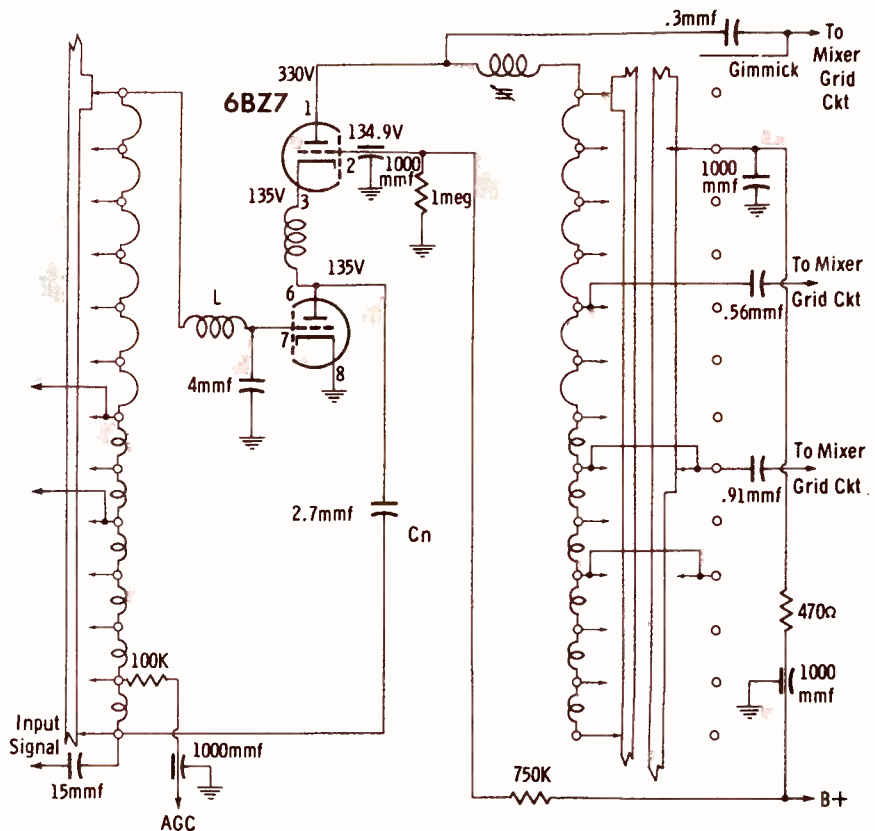 .3mmf
To
Mixer
Grid
Ckt
Gimmick
330V
6BZ7
1
134.9V
2
1000
mmf
1meg
1000
mmf
135V
3
135V
To Mixer
Grid Ckt
.56mmf
L
6
7
8
4mmf
To Mixer
Grid Ckt
.91mmf
2.7mmf
Cn
470Ω
100K
1000
mmf
Input
Signal
1000mmf
15mmf
750K
B+
AGC